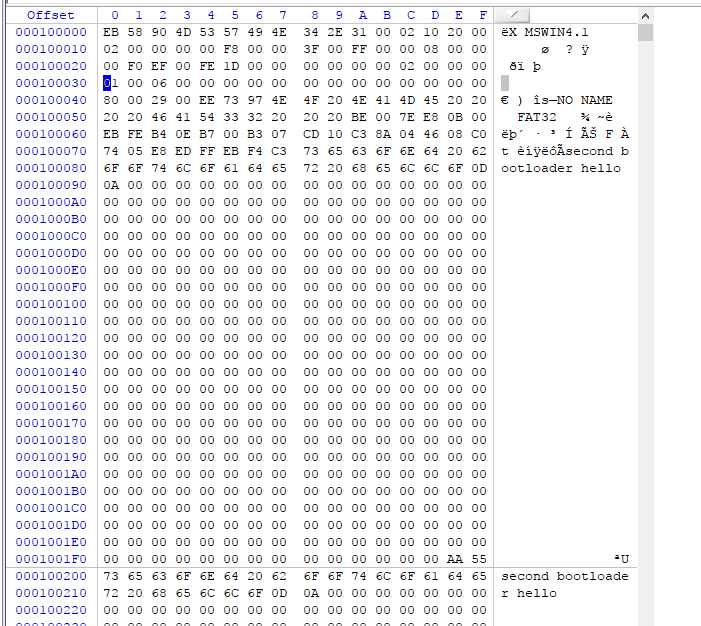 Offset 0 1 2 3 4 5 6 7 8 9 A B C D E F
000100000 EB 58 90 4D 53 57 49 4E 34 2E 31 00 02 10 20 00 ëX MSWIN4.1
000100010 02 00 00 00 00 F8 00 00 3F 00 FF 00 00 08 00 00 ø ? ÿ
000100020 00 F0 EF 00 FE 1D 00 00 00 00 00 00 02 00 00 00 ðï þ
000100030 01 00 06 00 00 00 00 00 00 00 00 00 00 00 00 00
000100040 80 00 29 00 EE 73 97 4E 4F 20 4E 41 4D 45 20 20 € ) îs—NO NAME
000100050 20 20 46 41 54 33 32 20 20 20 BE 00 7E E8 0B 00 FAT32 ¾ ~è
000100060 EB FE B4 0E B7 00 B3 07 CD 10 C3 8A 04 46 08 C0 ëþ´ · ³ Í ÃŠ F À
000100070 74 05 E8 ED FF EB F4 C3 73 65 63 6F 6E 64 20 62 t èíÿëôÃsecond b
000100080 6F 6F 74 6C 6F 61 64 65 72 20 68 65 6C 6C 6F 0D ootloader hello
000100090 0A 00 00 00 00 00 00 00 00 00 00 00 00 00 00 00
0001000A0 00 00 00 00 00 00 00 00 00 00 00 00 00 00 00 00
0001000B0 00 00 00 00 00 00 00 00 00 00 00 00 00 00 00 00
0001000C0 00 00 00 00 00 00 00 00 00 00 00 00 00 00 00 00
0001000D0 00 00 00 00 00 00 00 00 00 00 00 00 00 00 00 00
0001000E0 00 00 00 00 00 00 00 00 00 00 00 00 00 00 00 00
0001000F0 00 00 00 00 00 00 00 00 00 00 00 00 00 00 00 00
000100100 00 00 00 00 00 00 00 00 00 00 00 00 00 00 00 00
000100110 00 00 00 00 00 00 00 00 00 00 00 00 00 00 00 00
000100120 00 00 00 00 00 00 00 00 00 00 00 00 00 00 00 00
000100130 00 00 00 00 00 00 00 00 00 00 00 00 00 00 00 00
000100140 00 00 00 00 00 00 00 00 00 00 00 00 00 00 00 00
000100150 00 00 00 00 00 00 00 00 00 00 00 00 00 00 00 00
000100160 00 00 00 00 00 00 00 00 00 00 00 00 00 00 00 00
000100170 00 00 00 00 00 00 00 00 00 00 00 00 00 00 00 00
000100180 00 00 00 00 00 00 00 00 00 00 00 00 00 00 00 00
000100190 00 00 00 00 00 00 00 00 00 00 00 00 00 00 00 00
0001001A0 00 00 00 00 00 00 00 00 00 00 00 00 00 00 00 00
0001001B0 00 00 00 00 00 00 00 00 00 00 00 00 00 00 00 00
0001001C0 00 00 00 00 00 00 00 00 00 00 00 00 00 00 00 00
0001001D0 00 00 00 00 00 00 00 00 00 00 00 00 00 00 00 00
0001001E0 00 00 00 00 00 00 00 00 00 00 00 00 00 00 00 00
0001001F0 00 00 00 00 00 00 00 00 00 00 00 00 00 00 AA 55 ªU
000100200 73 65 63 6F 6E 64 20 62 6F 6F 74 6C 6F 61 64 65 second bootloade
000100210 72 20 68 65 6C 6C 6F 0D 0A 00 00 00 00 00 00 00 r hello
000100220 00 00 00 00 00 00 00 00 00 00 00 00 00 00 00 00